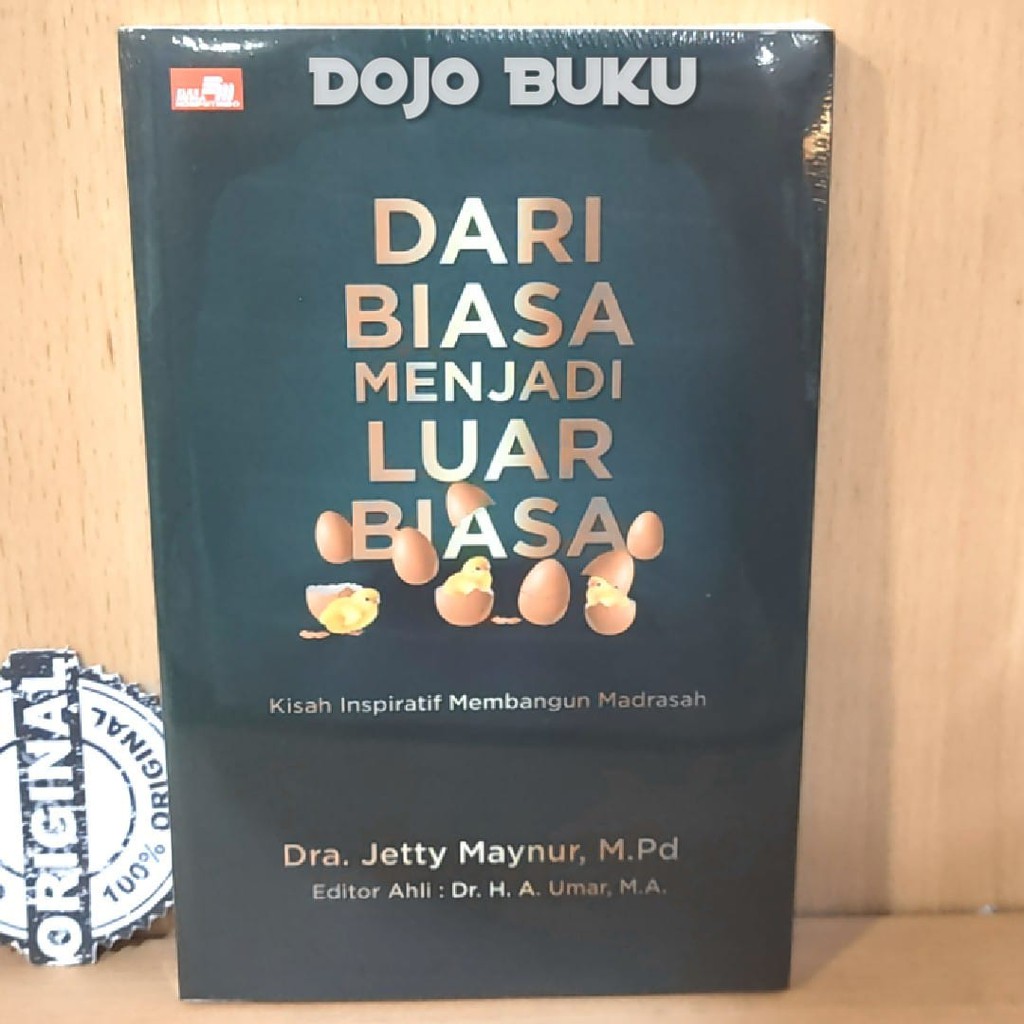 DOJO BUKU
DARI
BIASA
MENJADI
LUAR
BIASA
Kisah Inspiratif Membangun Madrasah
Dra. Jetty Maynur, M.Pd
Editor Ahli : Dr. H. A. Umar, M.A.
ORIGINAL
100% ORIGINAL
ORIGINAL